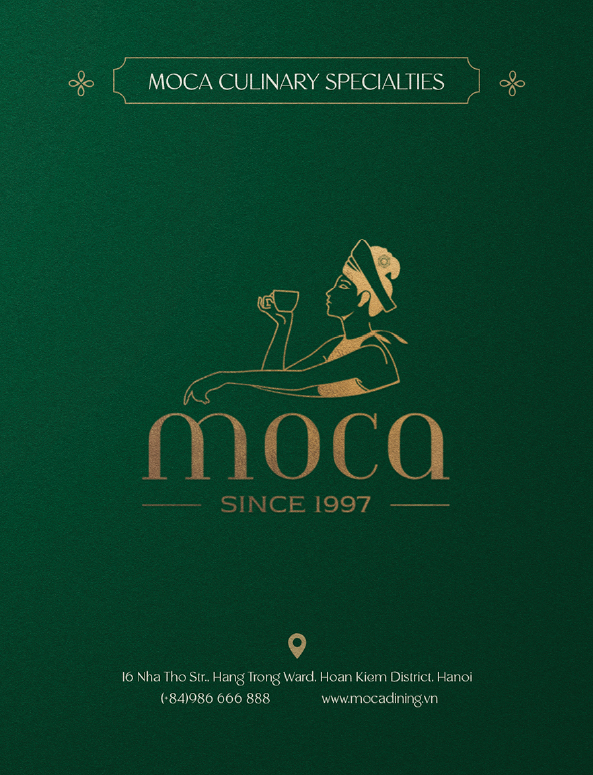 MOCA CULINARY SPECIALTIES
moca
SINCE 1997
16 Nha Tho Str., Hang Trong Ward, Hoan Kiem District, Hanoi
(+84)986 666 888 www.mocadining.vn